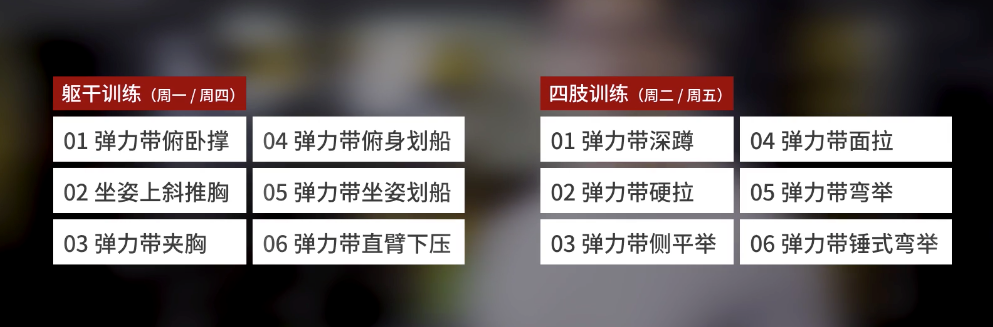 躯干训练（周一 / 周四）
01 弹力带俯卧撑
04 弹力带俯身划船
02 坐姿上斜推胸
05 弹力带坐姿划船
03 弹力带夹胸
06 弹力带直臂下压
四肢训练（周二 / 周五）
01 弹力带深蹲
04 弹力带面拉
02 弹力带硬拉
05 弹力带弯举
03 弹力带侧平举
06 弹力带锤式弯举